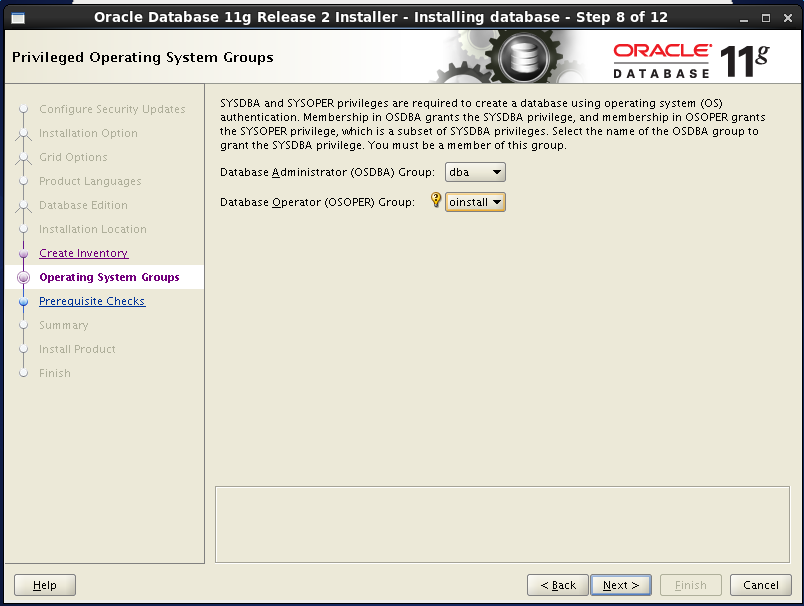 Oracle Database 11g Release 2 Installer - Installing database - Step 8 of 12
Privileged Operating System Groups
ORACLE
DATABASE
11g
Configure Security Updates
Installation Option
Grid Options
Product Languages
Database Edition
Installation Location
Create Inventory
Operating System Groups
Prerequisite Checks
Summary
Install Product
Finish
SYSDBA and SYSOPER privileges are required to create a database using operating system (OS)
authentication. Membership in OSDBA grants the SYSDBA privilege, and membership in OSOPER grants
the SYSOPER privilege, which is a subset of SYSDBA privileges. Select the name of the OSDBA group to
grant the SYSDBA privilege. You must be a member of this group.
Database Administrator (OSDBA) Group: dba
Database Operator (OSOPER) Group: oinstall
Help
< Back
Next >
Finish
Cancel